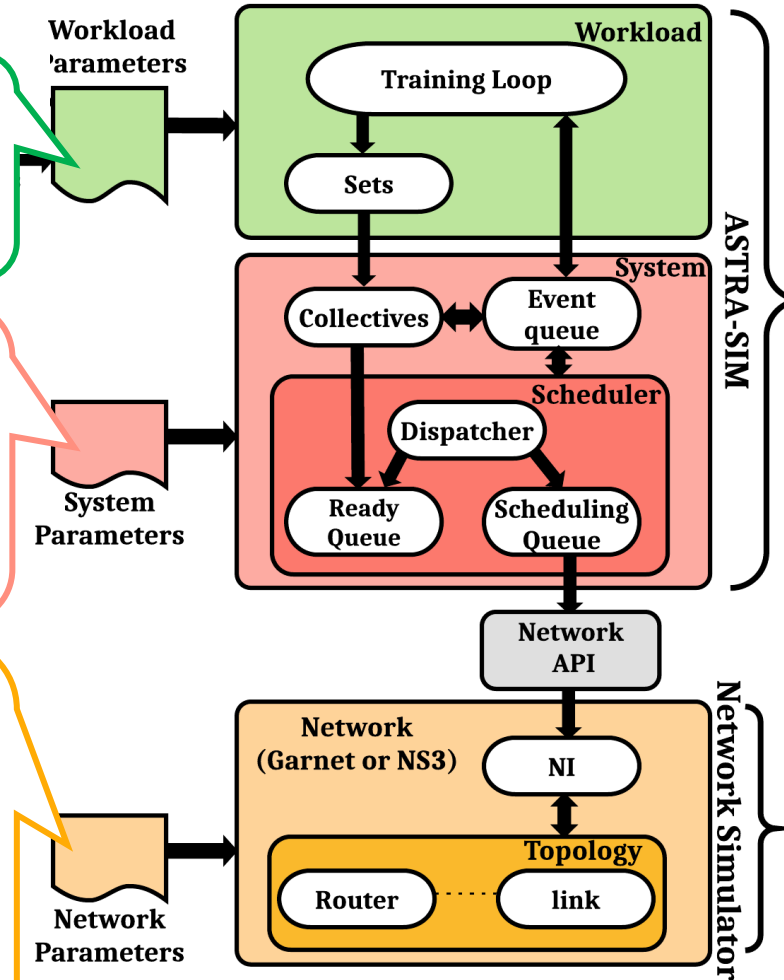 Workload
Parameters
Workload
Training Loop
Sets
System
Collectives
Event
queue
Scheduler
Dispatcher
Ready
Queue
Scheduling
Queue
System
Parameters
ASTRA-SIM
Network
API
Network
(Garnet or NS3)
NI
Topology
Router
link
Network
Parameters
Network Simulator